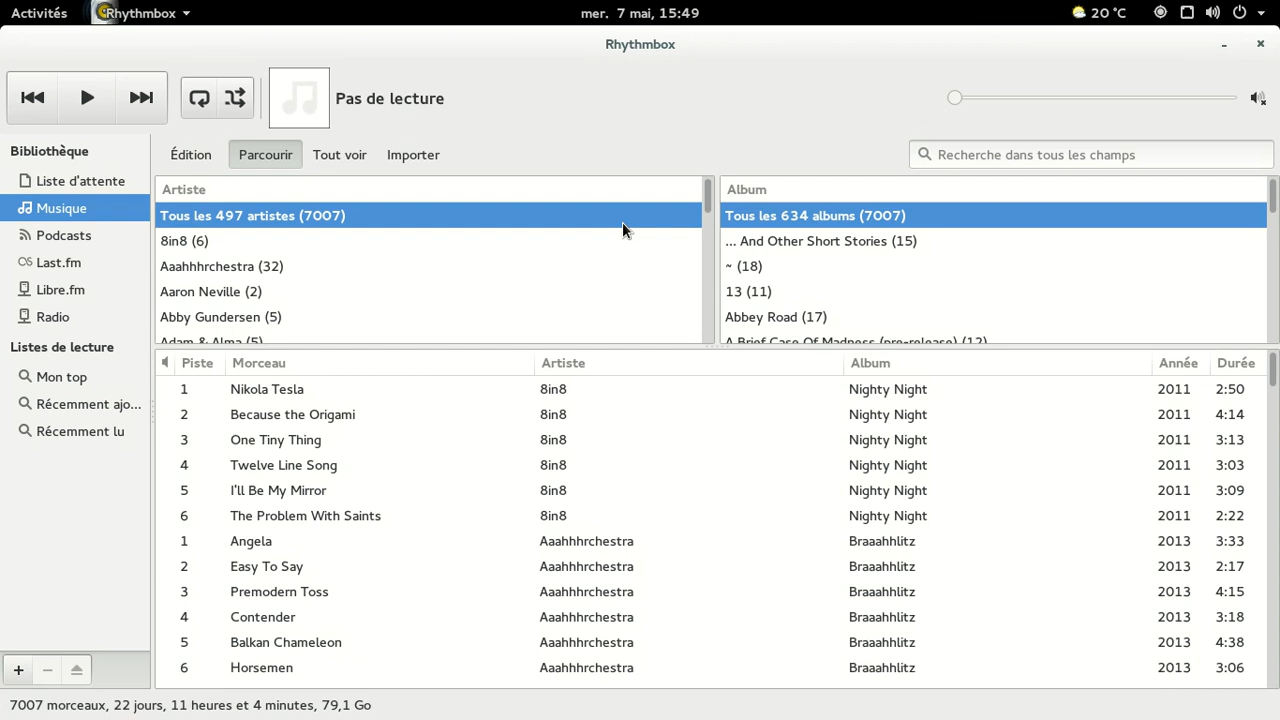 Activités Rhythmbox mer. 7 mai, 15:49 20 °C
Rhythmbox
Pas de lecture
Bibliothèque
Liste d'attente
Musique
Podcasts
Last.fm
Libre.fm
Radio
Listes de lecture
Mon top
Récemment ajo...
Récemment lu
Édition Parcourir Tout voir Importer Recherche dans tous les champs
Artiste
Tous les 497 artistes (7007)
8in8 (6)
Aaahhhrchestra (32)
Aaron Neville (2)
Abby Gundersen (5)
Adam & Alma (5)
Album
Tous les 634 albums (7007)
... And Other Short Stories (15)
~ (18)
13 (11)
Abbey Road (17)
A Brief Case Of Madness (pre-release) (12)
Piste Morceau Artiste Album Année Durée
1 Nikola Tesla 8in8 Nighty Night 2011 2:50
2 Because the Origami 8in8 Nighty Night 2011 4:14
3 One Tiny Thing 8in8 Nighty Night 2011 3:13
4 Twelve Line Song 8in8 Nighty Night 2011 3:03
5 I'll Be My Mirror 8in8 Nighty Night 2011 3:09
6 The Problem With Saints 8in8 Nighty Night 2011 2:22
1 Angela Aaahhhrchestra Braaahhlitz 2013 3:33
2 Easy To Say Aaahhhrchestra Braaahhlitz 2013 2:17
3 Premodern Toss Aaahhhrchestra Braaahhlitz 2013 4:15
4 Contender Aaahhhrchestra Braaahhlitz 2013 3:18
5 Balkan Chameleon Aaahhhrchestra Braaahhlitz 2013 4:38
6 Horsemen Aaahhhrchestra Braaahhlitz 2013 3:06
7007 morceaux, 22 jours, 11 heures et 4 minutes, 79,1 Go